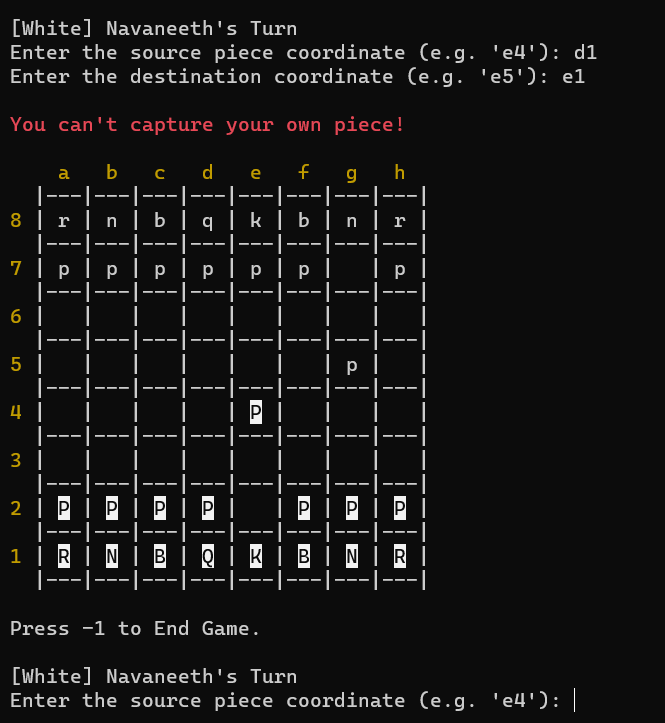 [White] Navaneeth's Turn
Enter the source piece coordinate (e.g. 'e4'): d1
Enter the destination coordinate (e.g. 'e5'): e1
You can't capture your own piece!
a b c d e f g h
|---|---|---|---|---|---|---|---|
8 | r | n | b | q | k | b | n | r |
|---|---|---|---|---|---|---|---|
7 | p | p | p | p | p | p |   | p |
|---|---|---|---|---|---|---|---|
6 |   |   |   |   |   |   |   |   |
|---|---|---|---|---|---|---|---|
5 |   |   |   |   |   |   | p |   |
|---|---|---|---|---|---|---|---|
4 |   |   |   |   | P |   |   |   |
|---|---|---|---|---|---|---|---|
3 |   |   |   |   |   |   |   |   |
|---|---|---|---|---|---|---|---|
2 | P | P | P | P |   | P | P | P |
|---|---|---|---|---|---|---|---|
1 | R | N | B | Q | K | B | N | R |
|---|---|---|---|---|---|---|---|
Press -1 to End Game.
[White] Navaneeth's Turn
Enter the source piece coordinate (e.g. 'e4'):